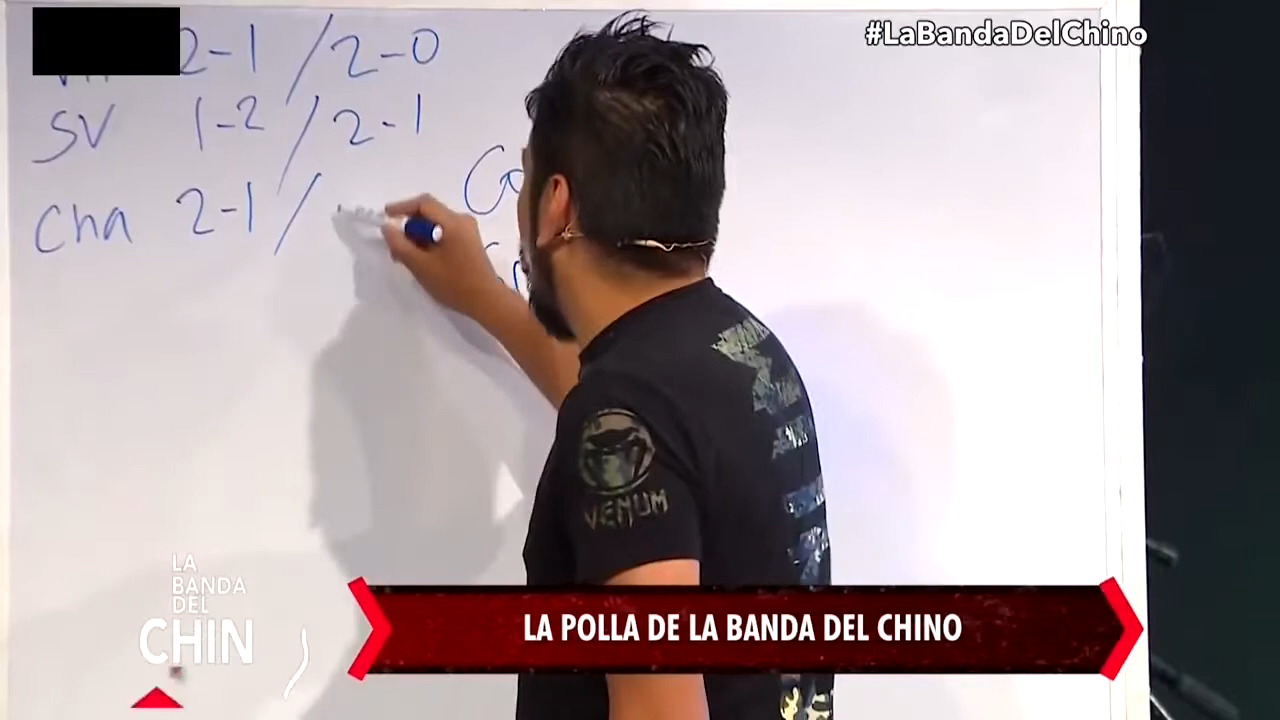 #LaBandaDelChino
2-1 / 2-0
SV 1-2 / 2-1
Cha 2-1 /
VENUM
LA
BANDA
DEL
CHIN
LA POLLA DE LA BANDA DEL CHINO